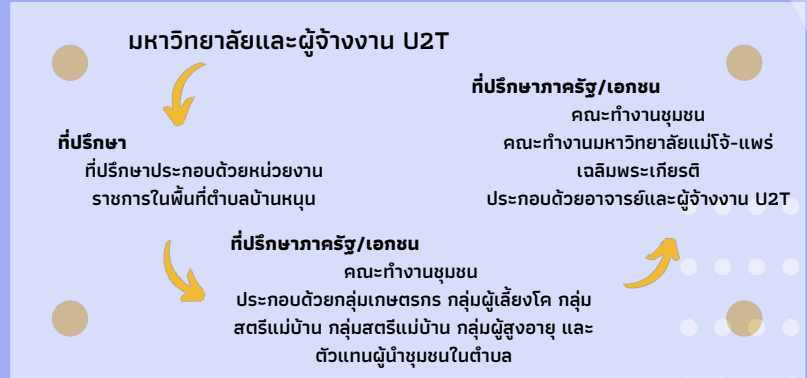 มหาวิทยาลัยและผู้จ้างงาน U2T
ที่ปรึกษา
ที่ปรึกษาประกอบด้วยหน่วยงาน
ราชการในพื้นที่ตำบลบ้านหนุน
ที่ปรึกษาภาครัฐ/เอกชน
คณะทำงานชุมชน
ประกอบด้วยกลุ่มเกษตรกร กลุ่มผู้เลี้ยงโค กลุ่ม
สตรีแม่บ้าน กลุ่มสตรีแม่บ้าน กลุ่มผู้สูงอายุ และ
ตัวแทนผู้นำชุมชนในตำบล
ที่ปรึกษาภาครัฐ/เอกชน
คณะทำงานชุมชน
คณะทำงานมหาวิทยาลัยแม่โจ้-แพร่
เฉลิมพระเกียรติ
ประกอบด้วยอาจารย์และผู้จ้างงาน U2T